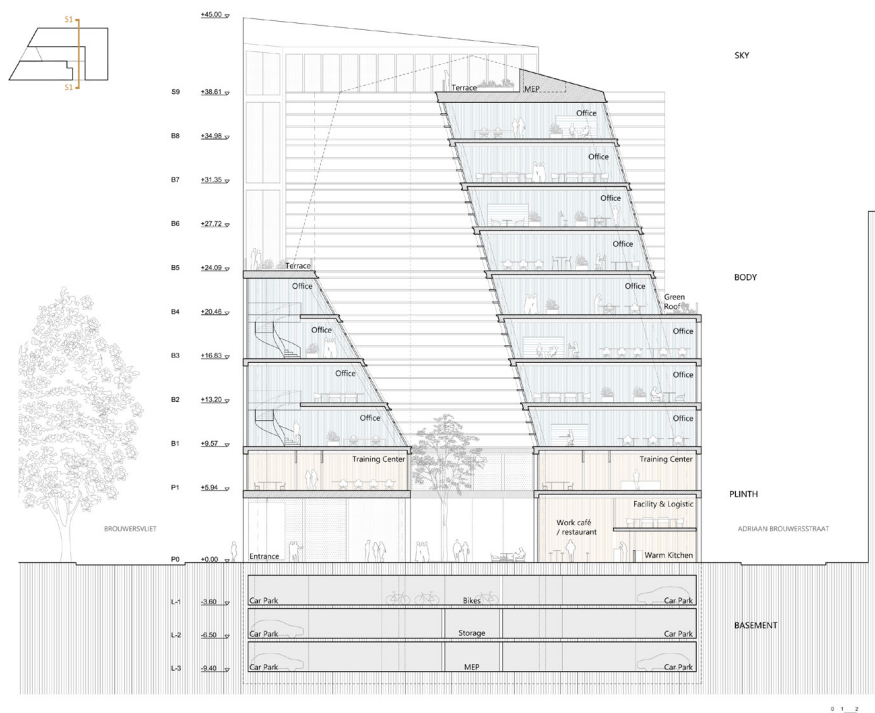 S1
S1
+45.00
SKY
S9 +38.61
Terrace
MEP
Office
B8 +34.98
Office
B7 +31.35
Office
B6 +27.72
Office
B5 +24.09
Terrace
BODY
Office
Office
Green
Roof
B4 +20.46
Office
Office
B3 +16.83
Office
Office
B2 +13.20
Office
Office
B1 +9.57
Training Center
Training Center
P1 +5.94
PLINTH
Facility & Logistic
BROUWERSVLIET
Work café
/ restaurant
ADRIAAN BROUWERSSTRAAT
Entrance
Warm Kitchen
P0 +0.00
L-1 -3.60
Car Park
Bikes
Car Park
BASEMENT
L-2 -6.50
Car Park
Storage
Car Park
L-3 -9.40
Car Park
MEP
Car Park
0 1 2